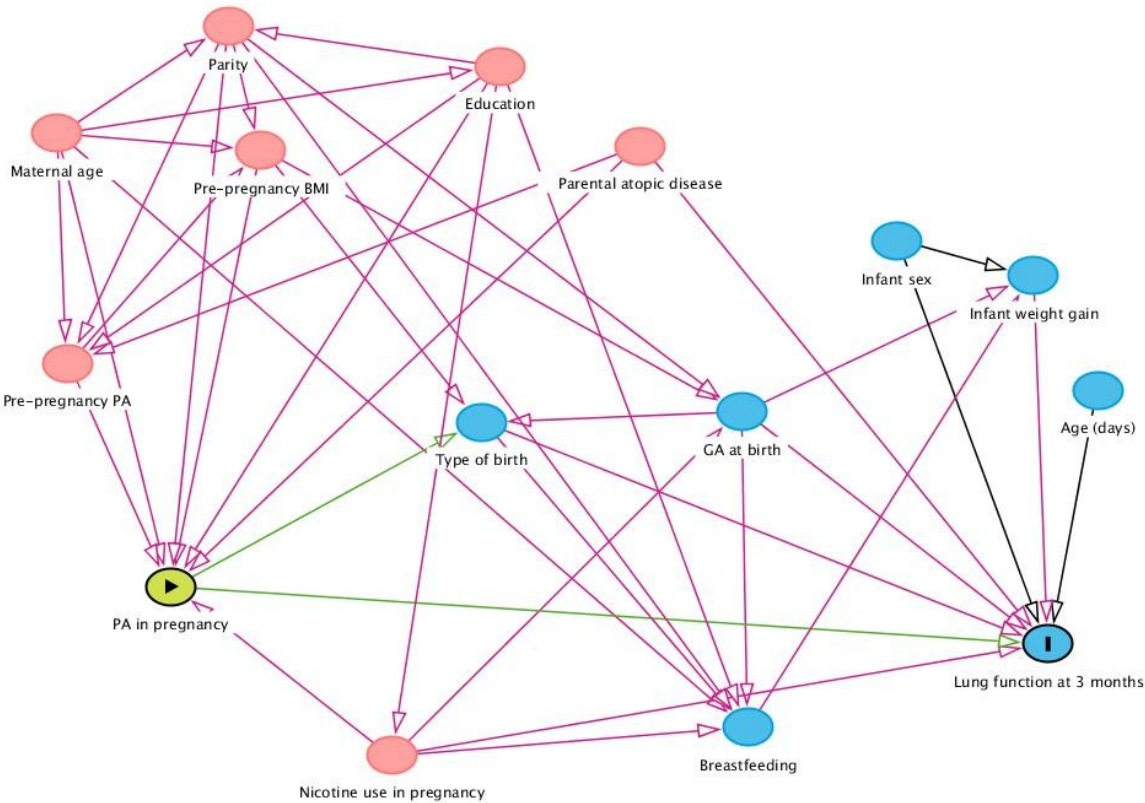 Parity
Education
Maternal age
Pre-pregnancy BMI
Parental atopic disease
Infant sex
Infant weight gain
Pre-pregnancy PA
Age (days)
Type of birth
GA at birth
PA in pregnancy
Lung function at 3 months
Breastfeeding
Nicotine use in pregnancy